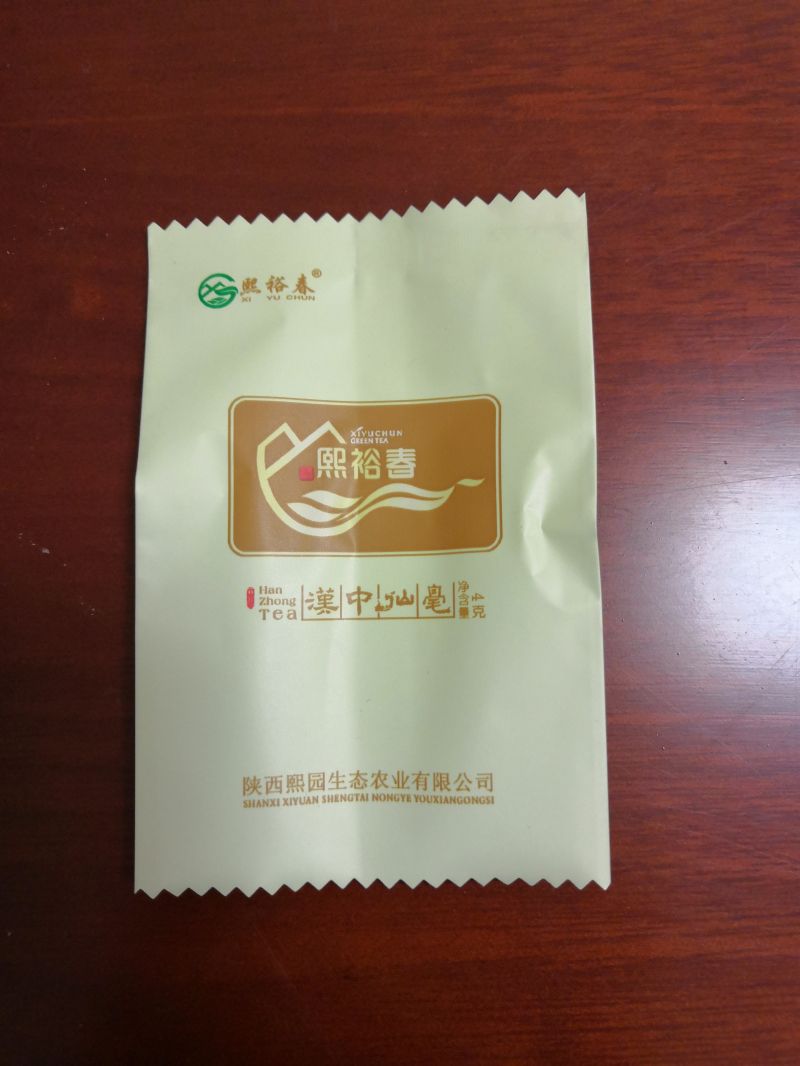 熙裕春®
XI YU CHUN
XIYUCHUN
GREEN TEA
熙裕春
Han
Zhong
Tea
漢中仙毫
净含量
4克
陕西熙园生态农业有限公司
SHANXI XIYUAN SHENGTAI NONGYE YOUXIANGONGSI